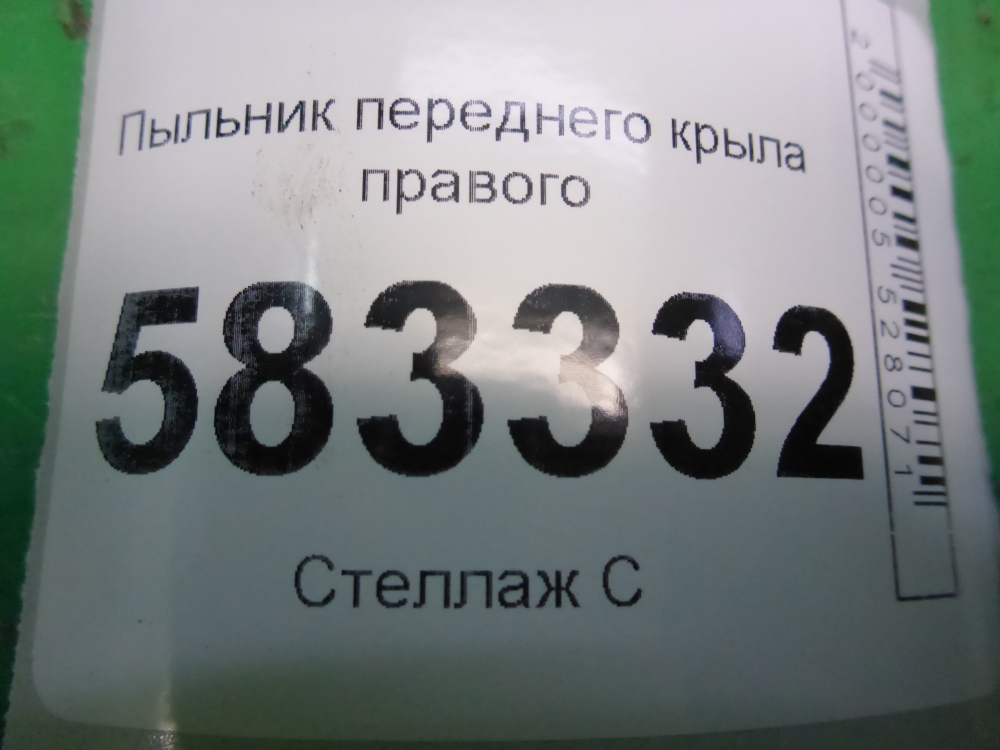 Пыльник переднего крыла
правого
583332
Стеллаж С
2000005528071